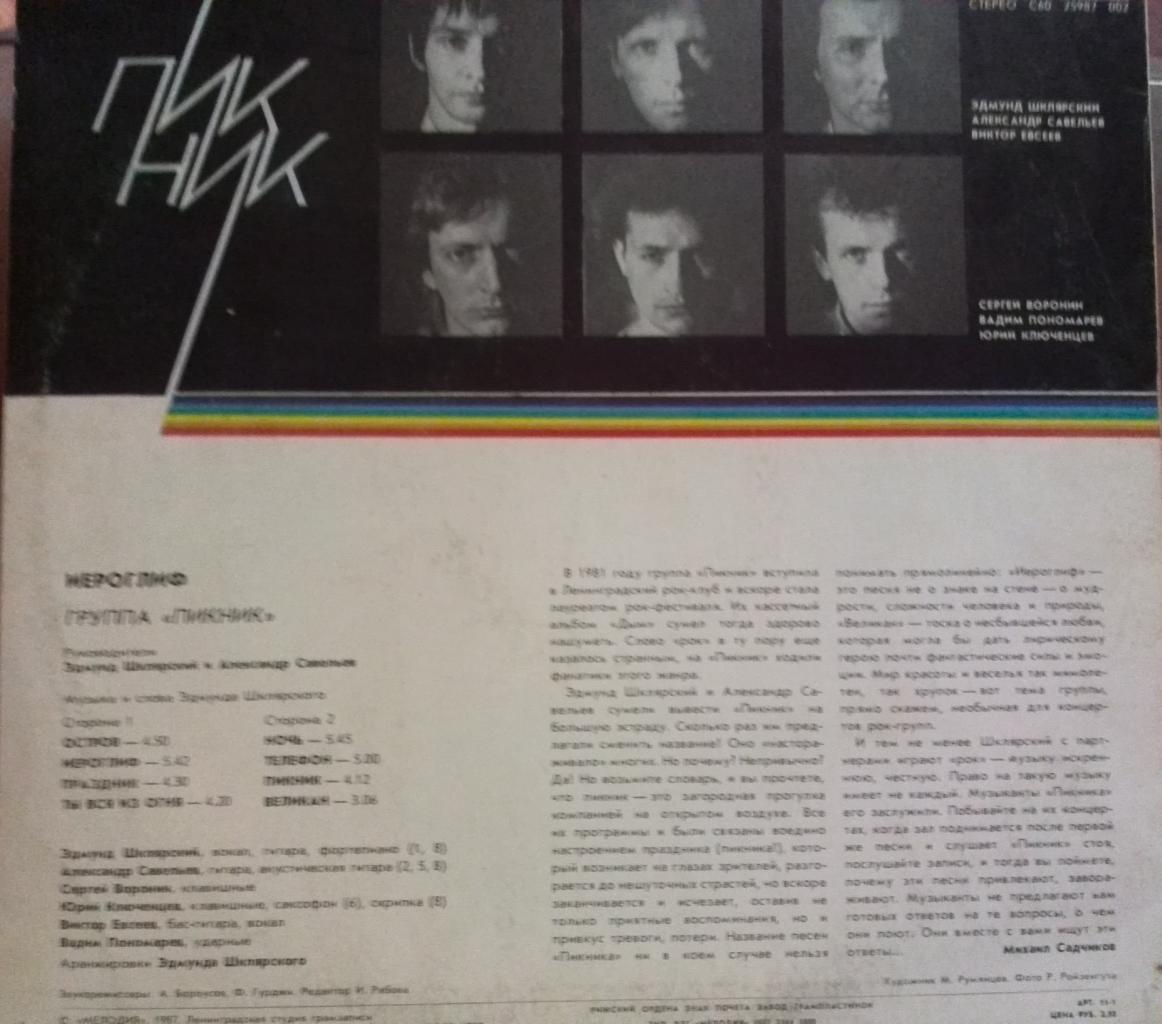 СТЕРЕО С60 25987 002
ПИК
НИК
ЭДМУНД ШКЛЯРСКИЙ
АЛЕКСАНДР САВЕЛЬЕВ
ВИКТОР ЕВСЕЕВ
СЕРГЕЙ ВОРОНИН
ВАДИМ ПОНОМАРЕВ
ЮРИЙ КЛЮЧЕНЦЕВ
ИЕРОГЛИФ
ГРУППА «ПИКНИК»
Руководители
Эдмунд Шклярский и Александр Савельев
Музыка и слова Эдмунда Шклярского
Сторона 1
ОСТРОВ — 4.50
ИЕРОГЛИФ — 5.42
ПРАЗДНИК — 4.30
ТЫ ВСЯ ИЗ ОГНЯ — 4.20
Сторона 2
НОЧЬ — 5.45
ТЕЛЕФОН — 5.00
ПИКНИК — 4.12
ВЕЛИКАН — 3.06
Эдмунд Шклярский, вокал, гитара, фортепиано (1, 8)
Александр Савельев, гитара, акустическая гитара (2, 5, 8)
Сергей Воронин, клавишные
Юрий Ключенцев, клавишные, саксофон (6), скрипка (8)
Виктор Евсеев, бас-гитара, вокал
Вадим Пономарев, ударные
Аранжировки Эдмунда Шклярского
Звукорежиссеры: А. Барауски, Ф. Гурджи. Редактор И. Рябова
© «МЕЛОДИЯ», 1987. Ленинградская студия грамзаписи
В 1981 году группа «Пикник» вступила
в Ленинградский рок-клуб и вскоре стала
лауреатом рок-фестиваля. Их кассетный
альбом «Дым» сумел тогда здорово
нашуметь. Слово «рок» в ту пору еще
казалось странным, на «Пикник» ходили
фанатики этого жанра.
Эдмунд Шклярский и Александр Са-
вельев сумели вывести «Пикник» на
большую эстраду. Сколько раз им пред-
лагали сменить название! Оно «настора-
живало» многих. Но почему? Непривычно?
Да! Но возьмите словарь, и вы прочтете,
что пикник — это загородная прогулка
компанией на открытом воздухе. Все
их программы и были связаны воедино
настроением праздника (пикника!), кото-
рый возникает на глазах зрителей, разго-
рается до нешуточных страстей, но вскоре
заканчивается и исчезает, оставив не
только приятные воспоминания, но и
привкус тревоги, потери. Название песен
«Пикника» ни в коем случае нельзя
понимать прямолинейно: «Иероглиф» —
это песня не о знаке на стене — о муд-
рости, сложности человека и природы,
«Великан» — тоска о несбывшейся любви,
которая могла бы дать лирическому
герою почти фантастические силы и эмо-
ции. Мир красоты и веселья так мимоле-
тен, так хрупок — вот тема группы,
прямо скажем, необычная для концер-
тов рок-групп.
И тем не менее Шклярский с парт-
нерами играют «рок» — музыку искрен-
нюю, честную. Право на такую музыку
имеет не каждый. Музыканты «Пикника»
его заслужили. Побывайте на их концер-
тах, когда зал поднимается после первой
же песни и слушает «Пикник» стоя,
послушайте записи, и тогда вы поймете,
почему эти песни привлекают, завора-
живают. Музыканты не предлагают вам
готовых ответов на те вопросы, о чем
они поют. Они вместе с вами ищут эти
ответы...
Михаил Садчиков
Художник М. Румянцев. Фото Р. Ройзенгута
РИЖСКИЙ ОРДЕНА ЗНАК ПОЧЕТА ЗАВОД ГРАМПЛАСТИНОК
АРТ. 11-1
ЦЕНА РУБ.